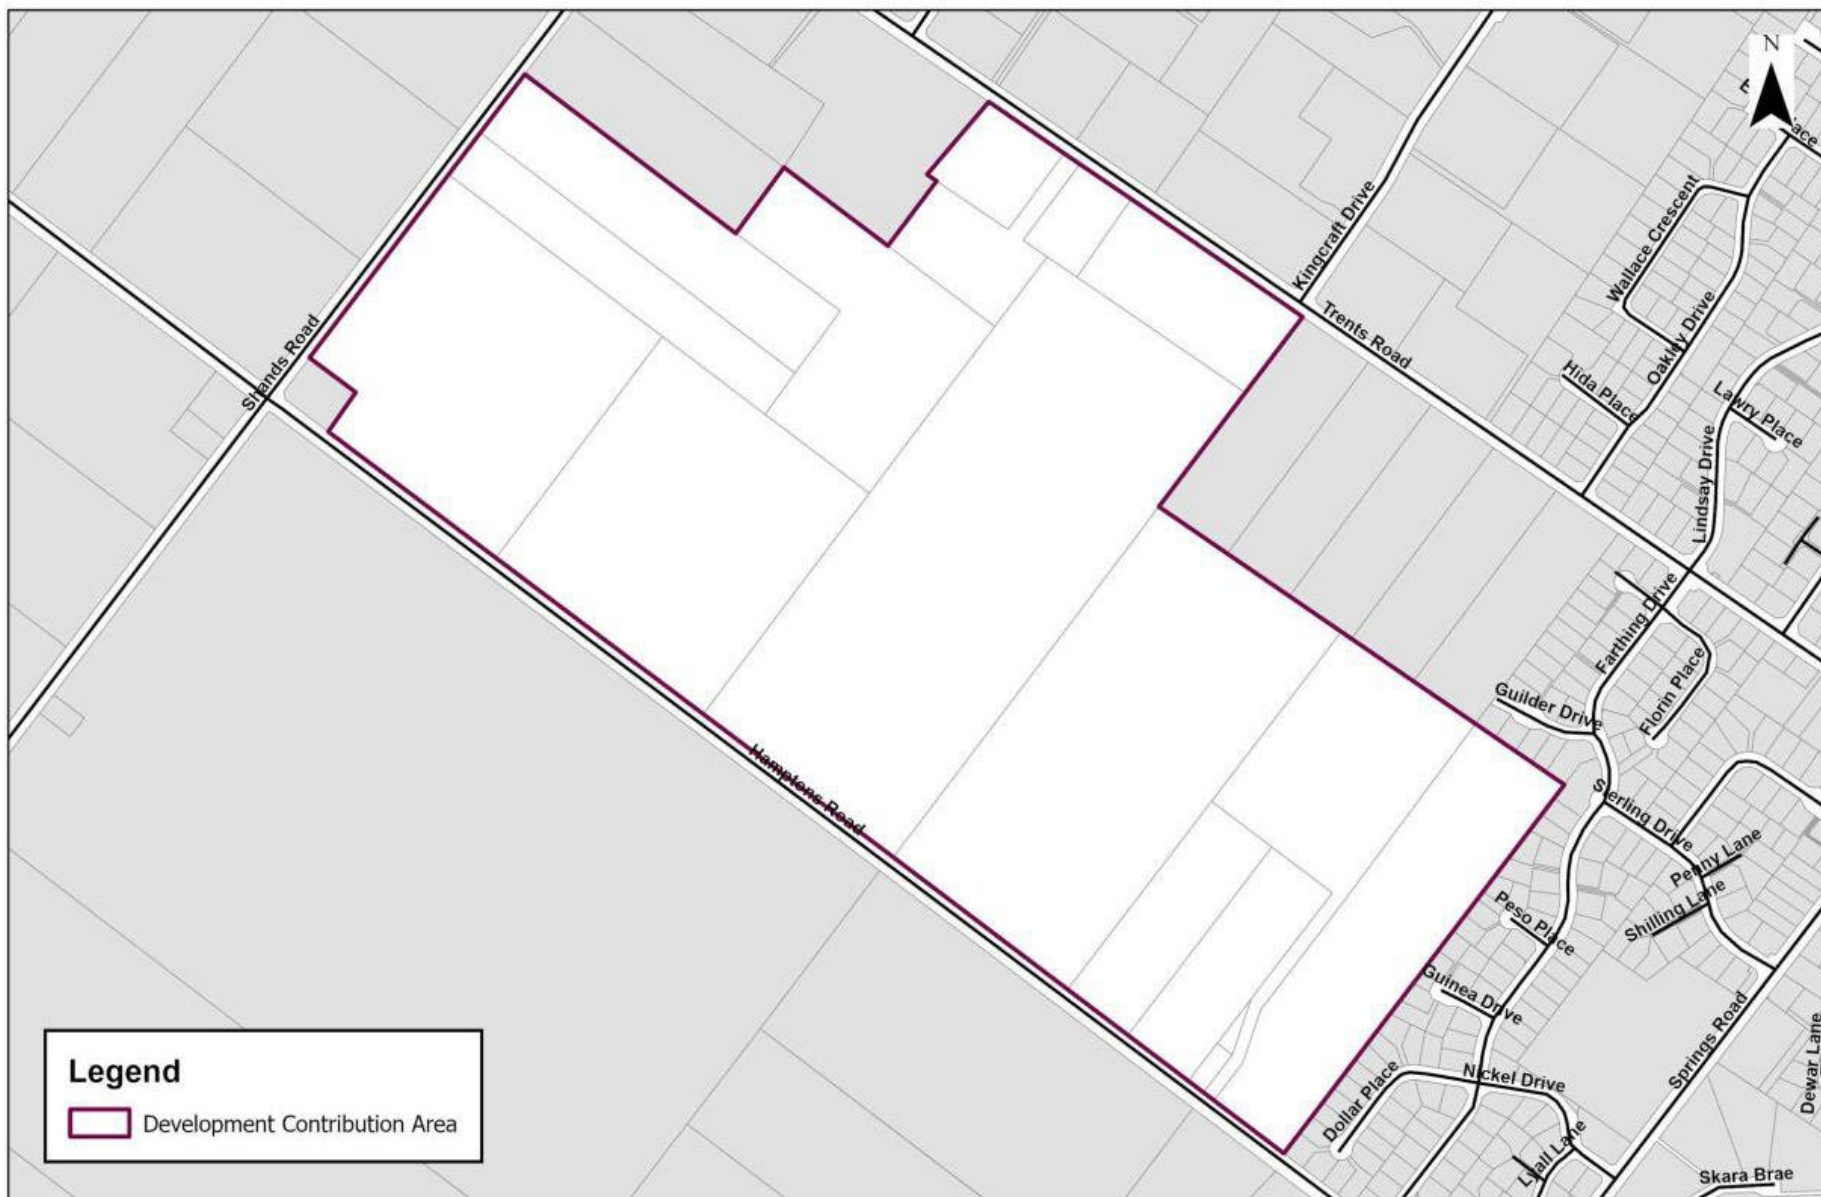 N
Wallace Crescent
Kingcraft Drive
Trents Road
Oakley Drive
Hida Place
Lawry Place
Lindsay Drive
Shands Road
Farthing Drive
Florin Place
Guilder Drive
Sterling Drive
Penny Lane
Shilling Lane
Hamptons Road
Peso Place
Guinea Drive
Springs Road
Dewar Lane
Nickel Drive
Dollar Place
Lyall Lane
Skara Brae
Legend
Development Contribution Area